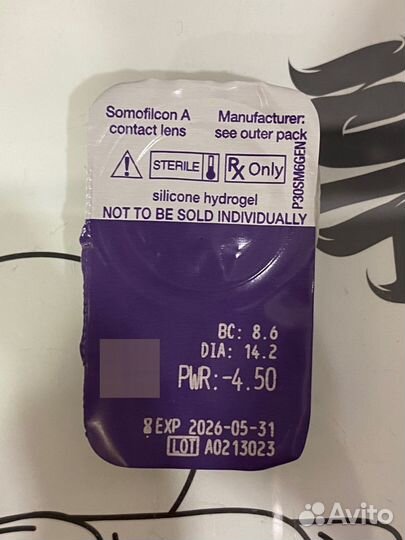 Somofilcon A
contact lens
Manufacturer:
see outer pack
STERILE
Rx Only
P30SM6GEN
silicone hydrogel
NOT TO BE SOLD INDIVIDUALLY
BC: 8.6
DIA: 14.2
PWR:-4.50
EXP 2026-05-31
LOT A0213023
Avito